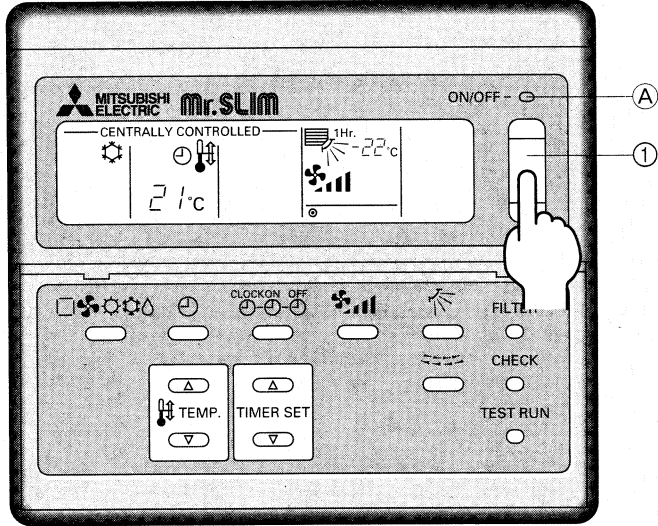 MITSUBISHI
ELECTRIC
Mr.SLIM
ON/OFF
A
CENTRALLY CONTROLLED
1Hr.
-22°C
21°C
1
CLOCK ON OFF
FILTER
CHECK
TEMP.
TIMER SET
TEST RUN